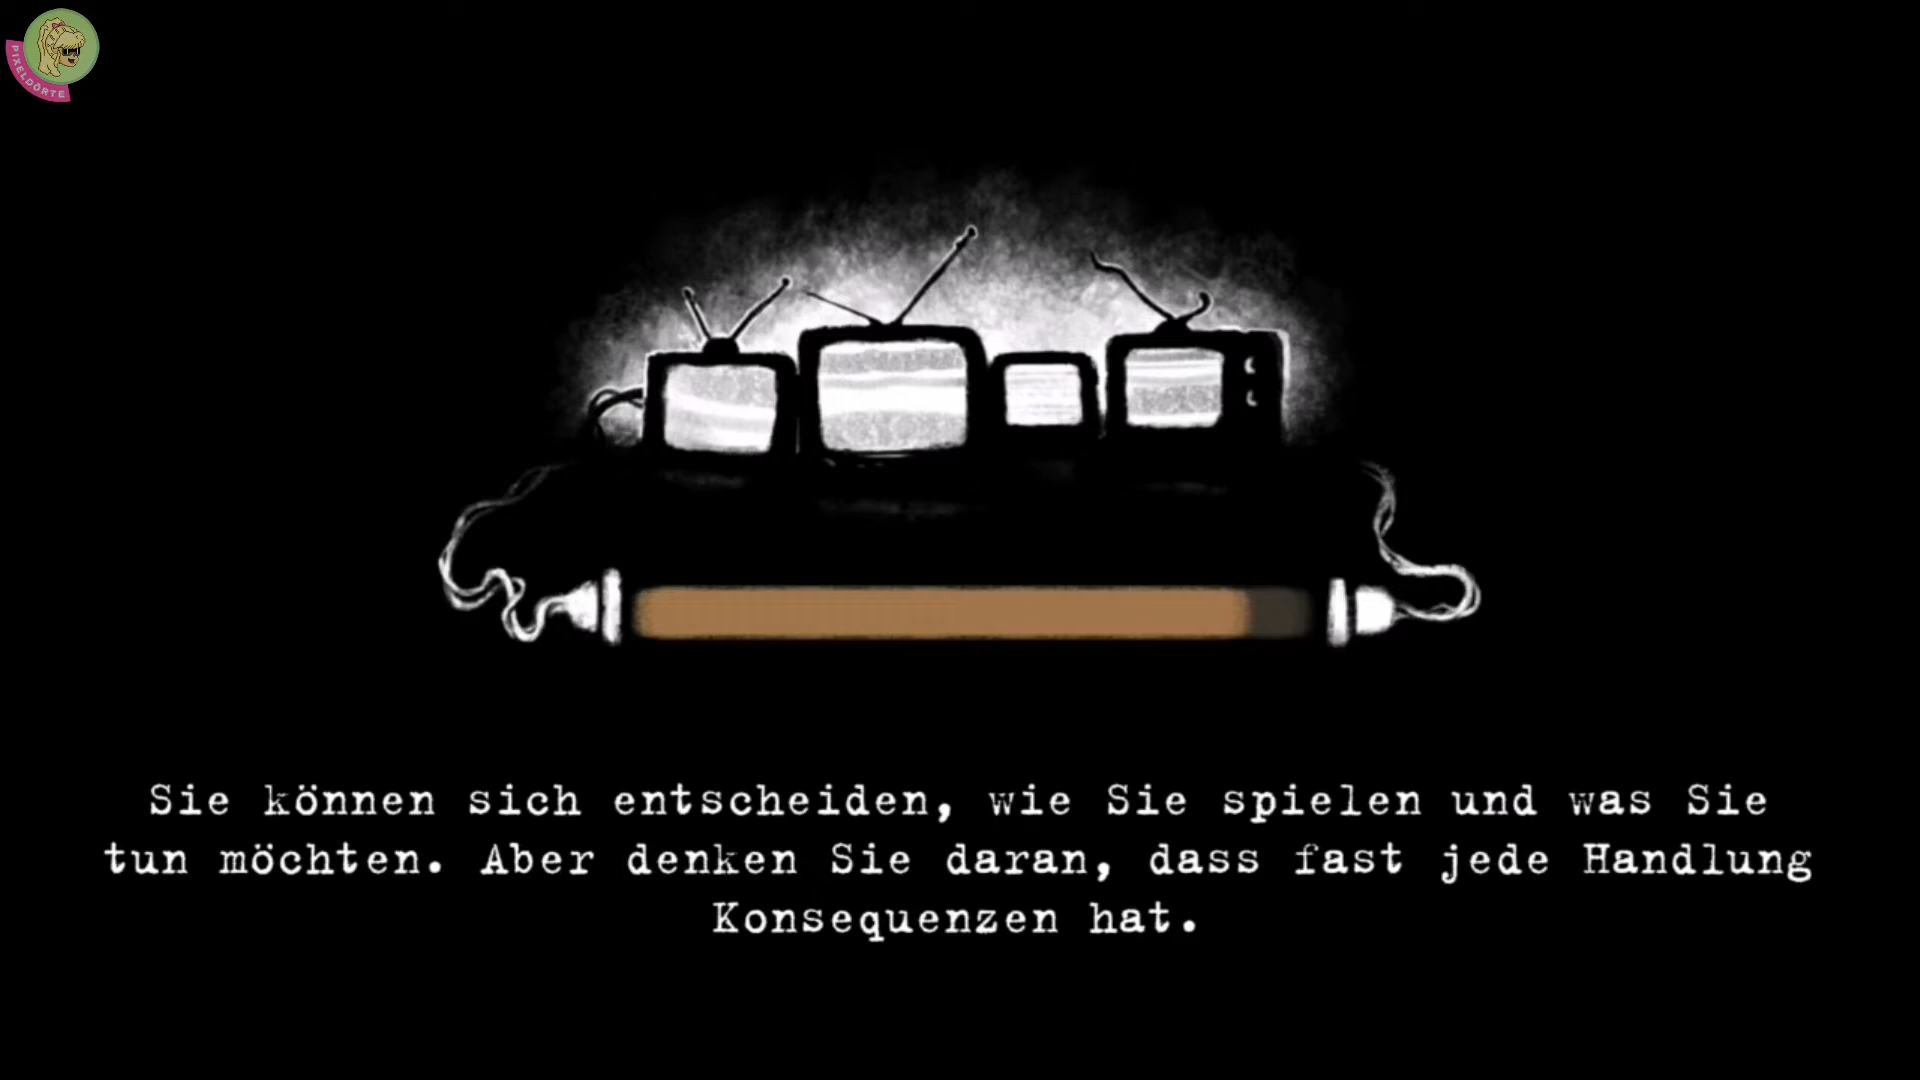 PIXELDÖRTE
Sie können sich entscheiden, wie Sie spielen und was Sie
tun möchten. Aber denken Sie daran, dass fast jede Handlung
Konsequenzen hat.